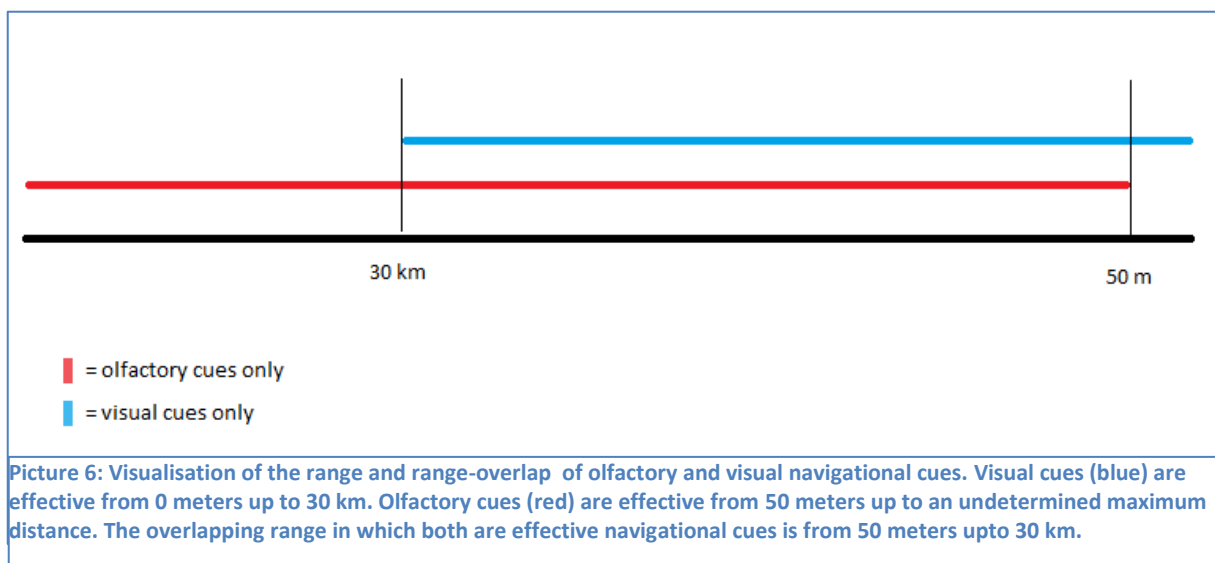 30 km 50 m
= olfactory cues only
= visual cues only
Picture 6: Visualisation of the range and range-overlap of olfactory and visual navigational cues. Visual cues (blue) are
effective from 0 meters up to 30 km. Olfactory cues (red) are effective from 50 meters up to an undetermined maximum
distance. The overlapping range in which both are effective navigational cues is from 50 meters upto 30 km.